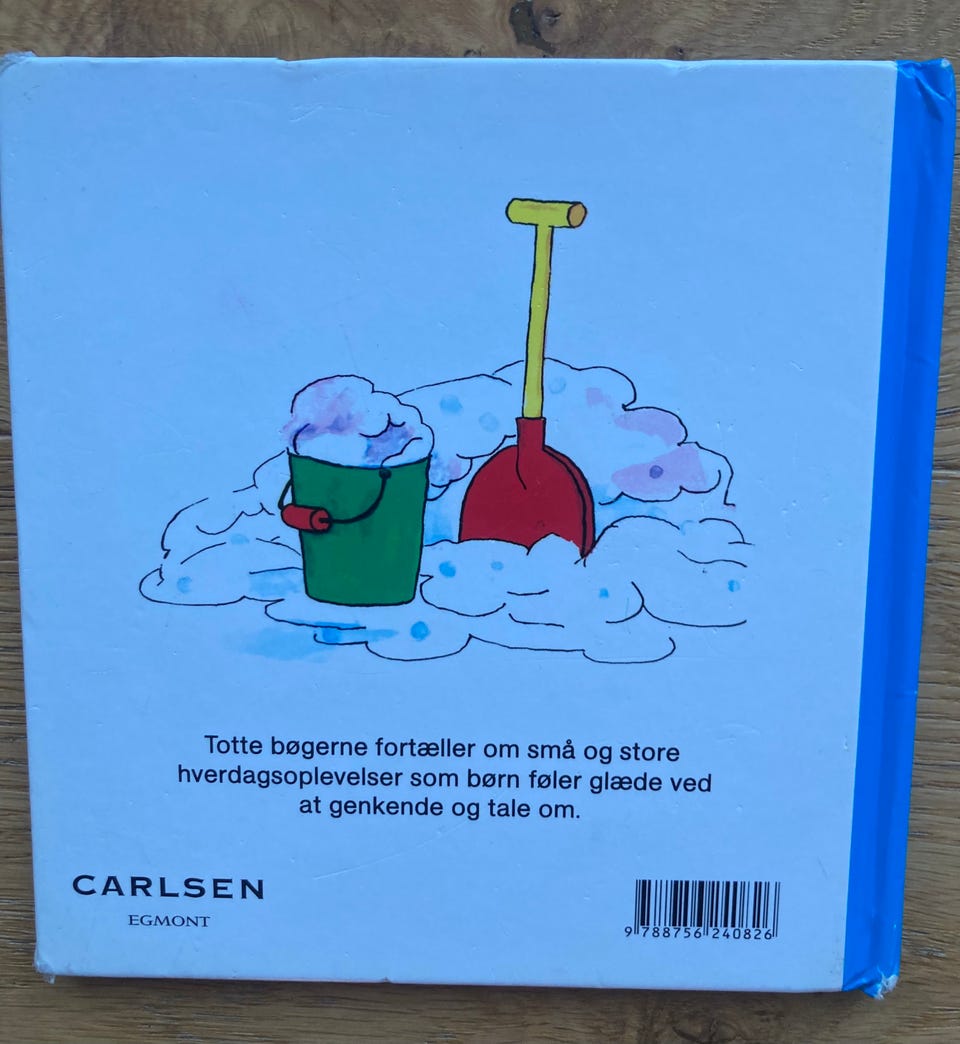 Totte bøgerne fortæller om små og store
hverdagsoplevelser som børn føler glæde ved
at genkende og tale om.
CARLSEN
EGMONT
9 788756 240826